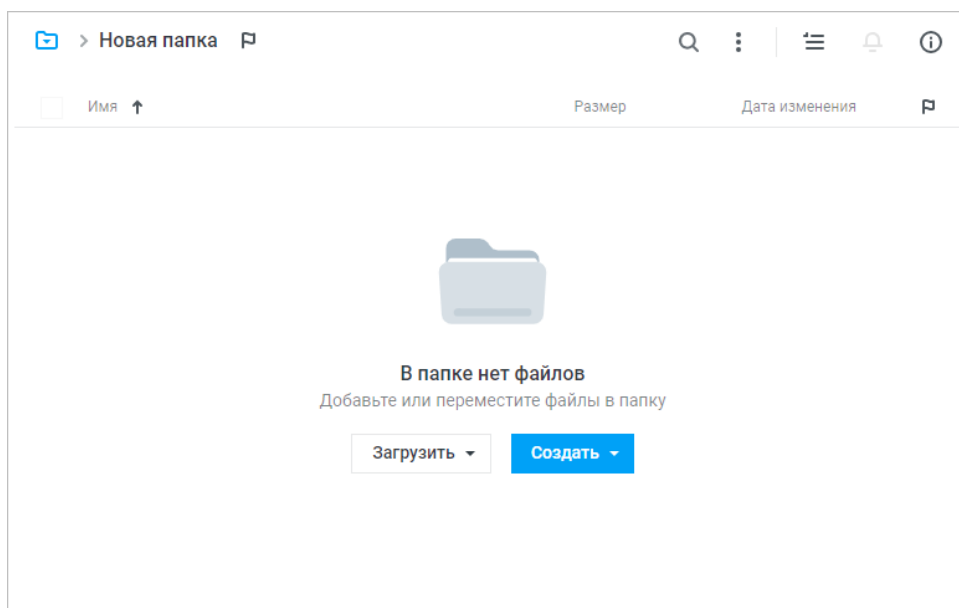 Новая папка
Имя Размер Дата изменения
В папке нет файлов
Добавьте или переместите файлы в папку
Загрузить Создать